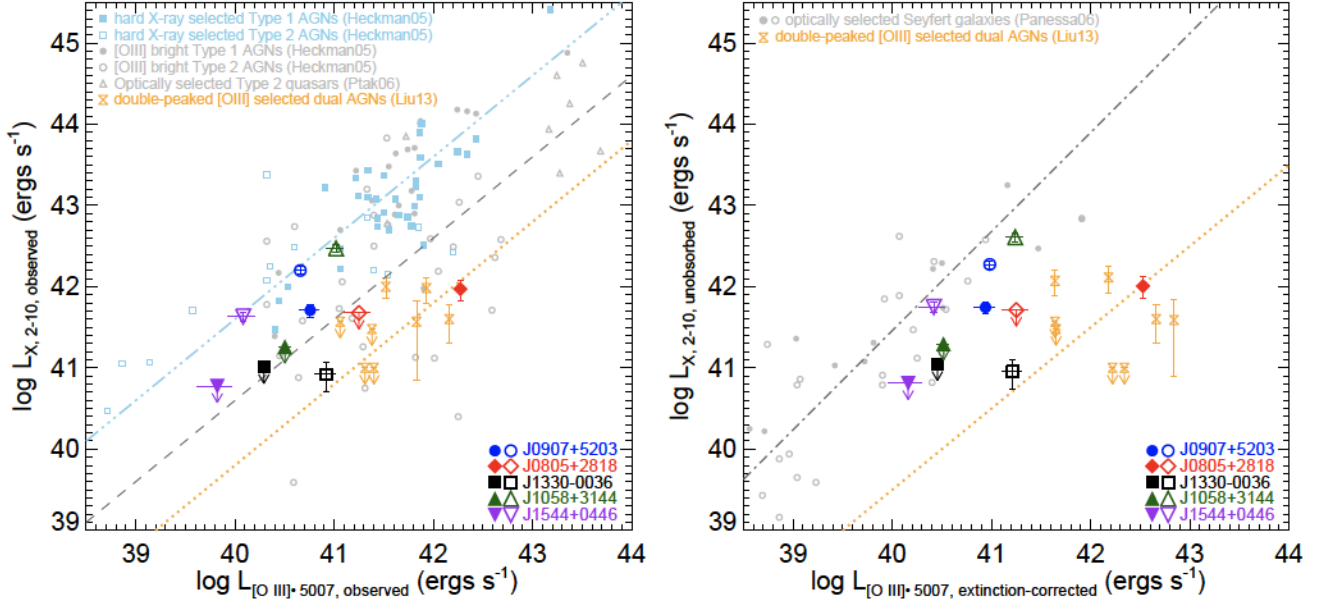 hard X-ray selected Type 1 AGNs (Heckman05)
hard X-ray selected Type 2 AGNs (Heckman05)
[OIII] bright Type 1 AGNs (Heckman05)
[OIII] bright Type 2 AGNs (Heckman05)
Optically selected Type 2 quasars (Ptak06)
double-peaked [OIII] selected dual AGNs (Liu13)
log L X, 2-10, observed (ergs s⁻¹)
45
44
43
42
41
40
39
J0907+5203
J0805+2818
J1330-0036
J1058+3144
J1544+0446
39 40 41 42 43 44
log L [O III]• 5007, observed (ergs s⁻¹)
optically selected Seyfert galaxies (Panessa06)
double-peaked [OIII] selected dual AGNs (Liu13)
log L X, 2-10, unobsorbed (ergs s⁻¹)
45
44
43
42
41
40
39
J0907+5203
J0805+2818
J1330-0036
J1058+3144
J1544+0446
39 40 41 42 43 44
log L [O III]• 5007, extinction-corrected (ergs s⁻¹)